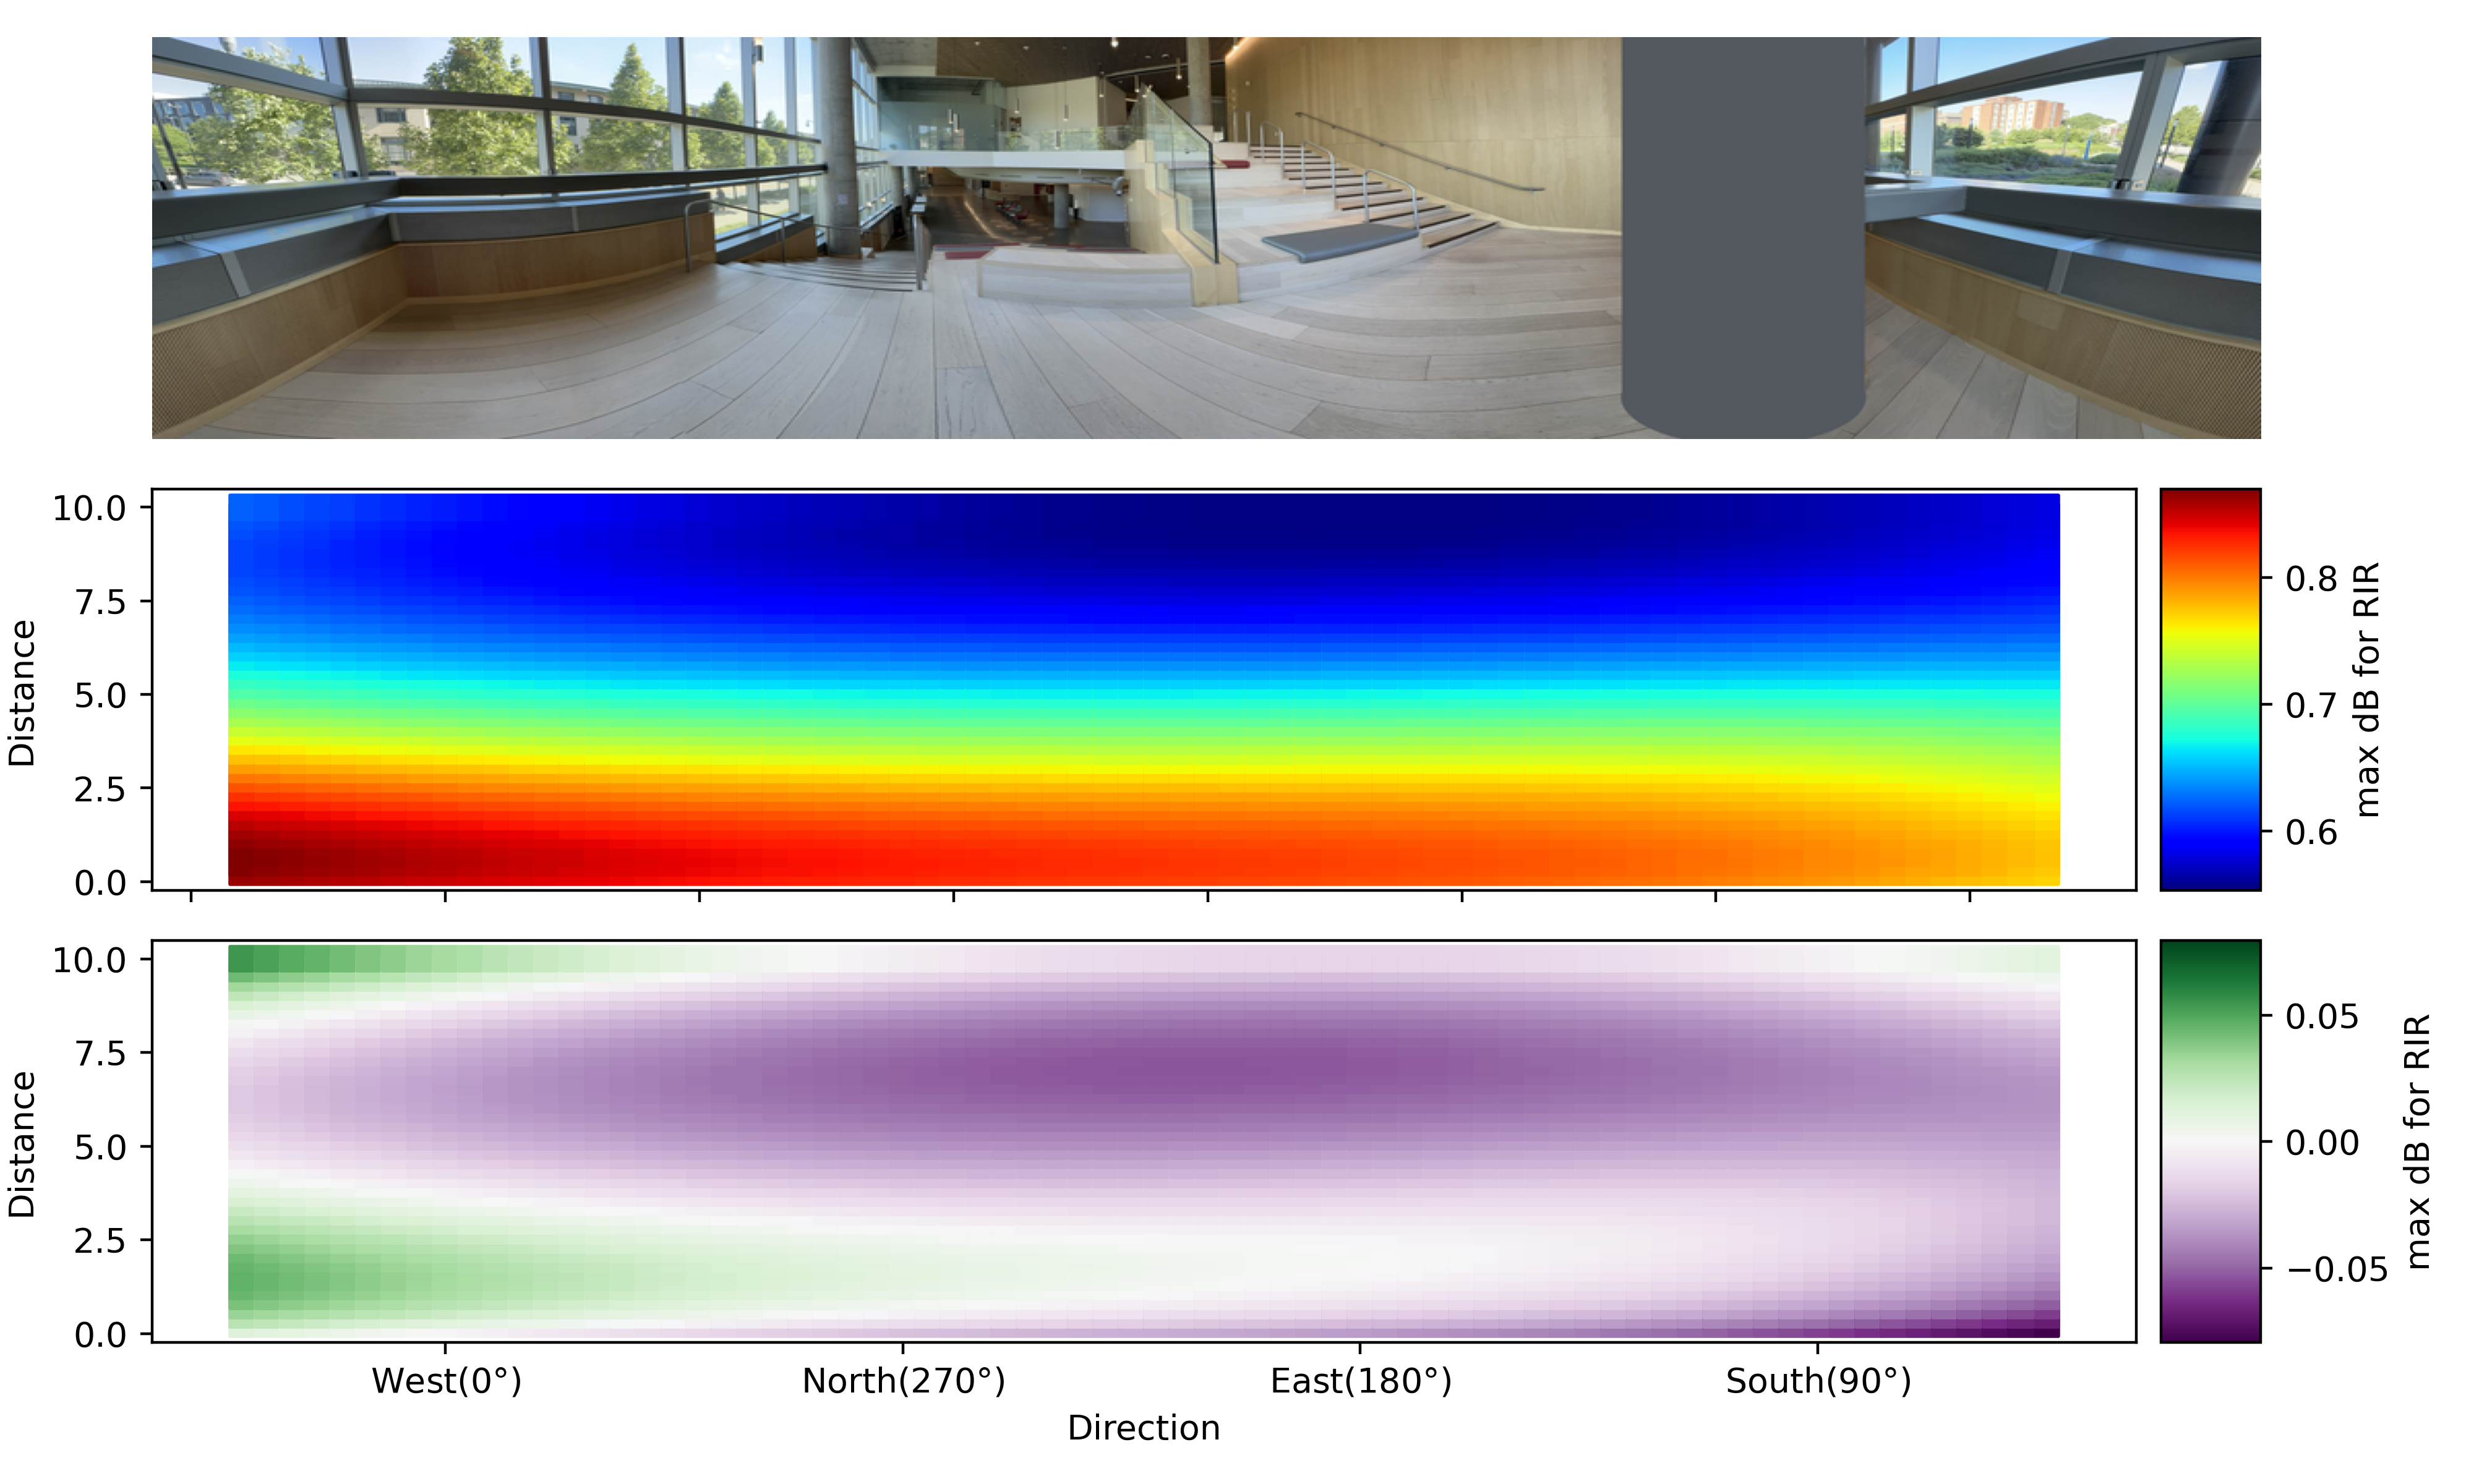 10.0
7.5
5.0
2.5
0.0
Distance
0.8
0.7
0.6
max dB for RIR
10.0
7.5
5.0
2.5
0.0
Distance
0.05
0.00
−0.05
max dB for RIR
West(0°) North(270°) East(180°) South(90°)
Direction